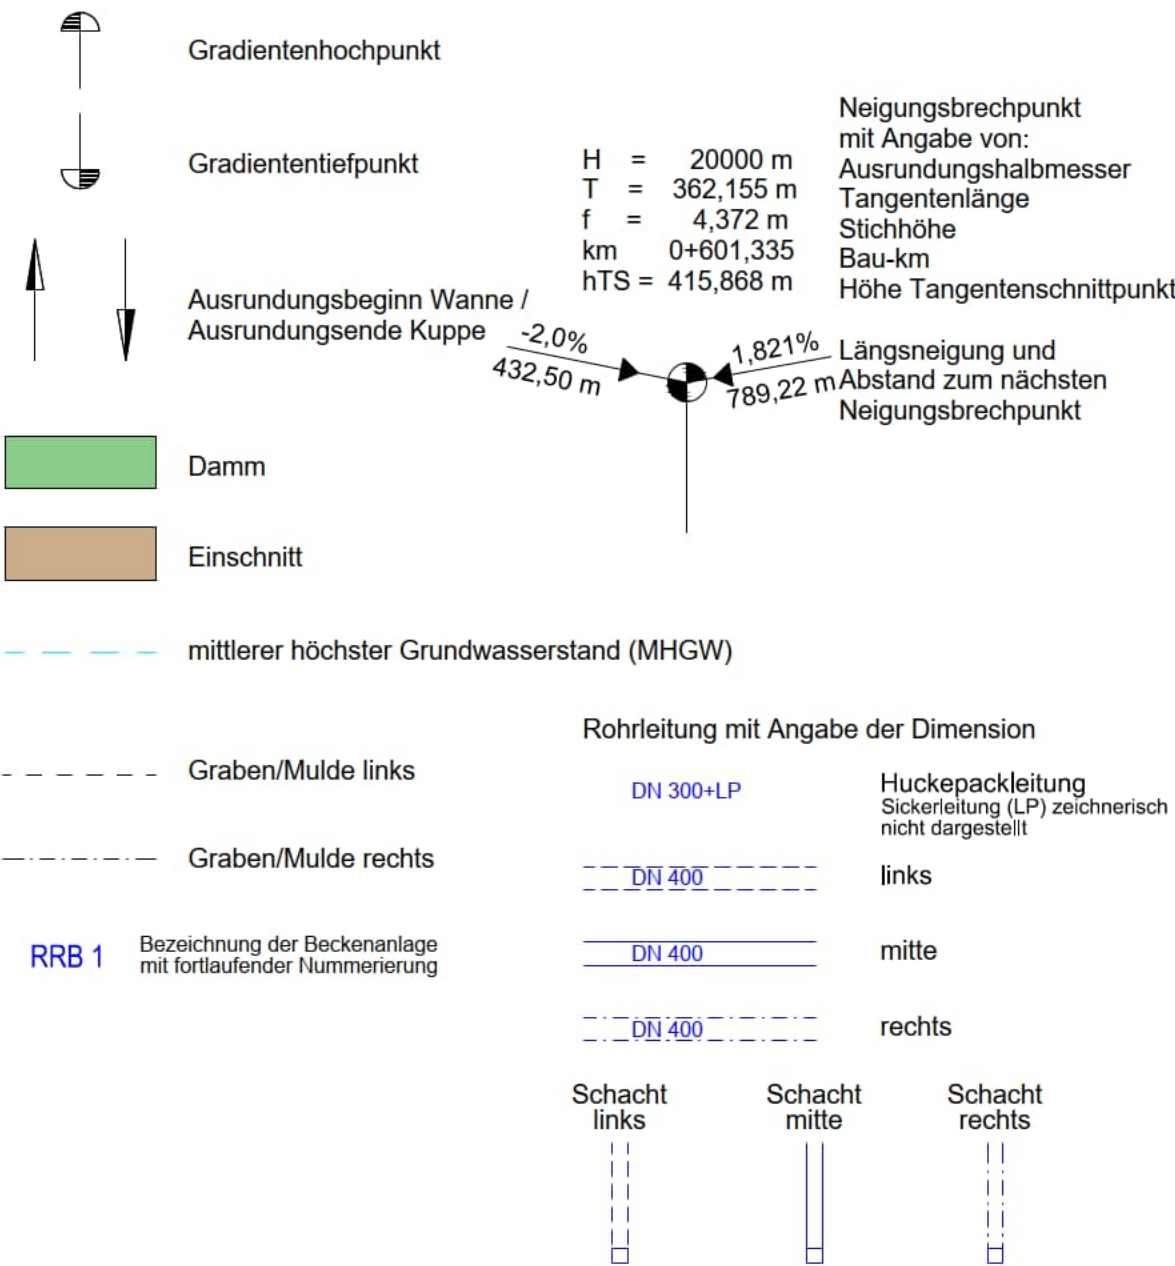 Gradientenhochpunkt
Gradiententiefpunkt
Ausrundungsbeginn Wanne /
Ausrundungsende Kuppe
Damm
Einschnitt
mittlerer höchster Grundwasserstand (MHGW)
Graben/Mulde links
Graben/Mulde rechts
RRB 1
Bezeichnung der Beckenanlage
mit fortlaufender Nummerierung
H = 20000 m
T = 362,155 m
f = 4,372 m
km 0+601,335
hTS = 415,868 m
Neigungsbrechpunkt
mit Angabe von:
Ausrundungshalbmesser
Tangentenlänge
Stichhöhe
Bau-km
Höhe Tangentenschnittpunkt
-2,0%
432,50 m
1,821%
789,22 m
Längsneigung und
Abstand zum nächsten
Neigungsbrechpunkt
Rohrleitung mit Angabe der Dimension
DN 300+LP
Huckepackleitung
Sickerleitung (LP) zeichnerisch
nicht dargestellt
DN 400 links
DN 400 mitte
DN 400 rechts
Schacht
links
Schacht
mitte
Schacht
rechts